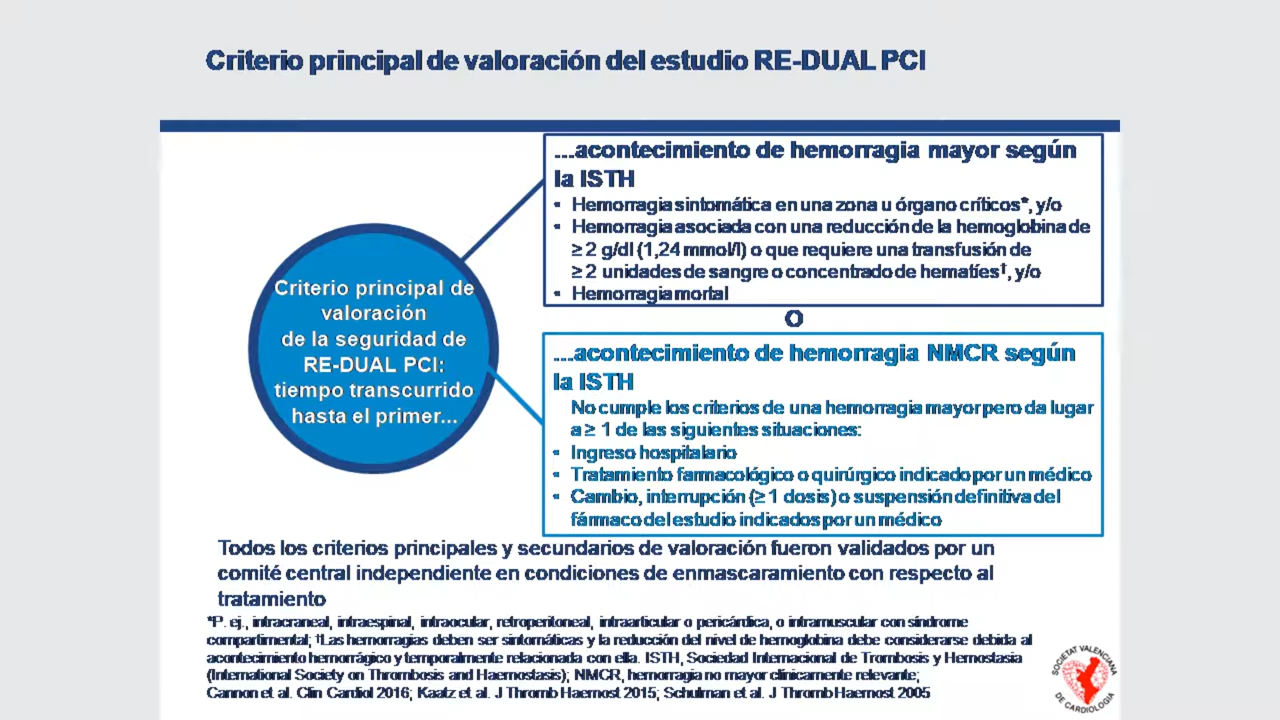 Criterio principal de valoración del estudio RE-DUAL PCI
...acontecimiento de hemorragia mayor según
la ISTH
• Hemorragia sintomática en una zona u órgano críticos*, y/o
• Hemorragia asociada con una reducción de la hemoglobina de
≥ 2 g/dl (1,24 mmol/l) o que requiere una transfusión de
≥ 2 unidades de sangre o concentrado de hematíes†, y/o
• Hemorragia mortal
O
Criterio principal de
valoración
de la seguridad de
RE-DUAL PCI:
tiempo transcurrido
hasta el primer...
...acontecimiento de hemorragia NMCR según
la ISTH
No cumple los criterios de una hemorragia mayor pero da lugar
a ≥ 1 de las siguientes situaciones:
• Ingreso hospitalario
• Tratamiento farmacológico o quirúrgico indicado por un médico
• Cambio, interrupción (≥ 1 dosis) o suspensión definitiva del
fármaco del estudio indicados por un médico
Todos los criterios principales y secundarios de valoración fueron validados por un
comité central independiente en condiciones de enmascaramiento con respecto al
tratamiento
*P. ej., intracraneal, intraespinal, intraocular, retroperitoneal, intraarticular o pericárdica, o intramuscular con síndrome
compartimental; †Las hemorragias deben ser sintomáticas y la reducción del nivel de hemoglobina debe considerarse debida al
acontecimiento hemorrágico y temporalmente relacionada con ella. ISTH, Sociedad Internacional de Trombosis y Hemostasia
(International Society on Thrombosis and Haemostasis); NMCR, hemorragia no mayor clínicamente relevante;
Cannon et al. Clin Cardiol 2016; Kaatz et al. J Thromb Haemost 2015; Schulman et al. J Thromb Haemost 2005
SOCIETAT VALENCIANA
DE CARDIOLOGIA